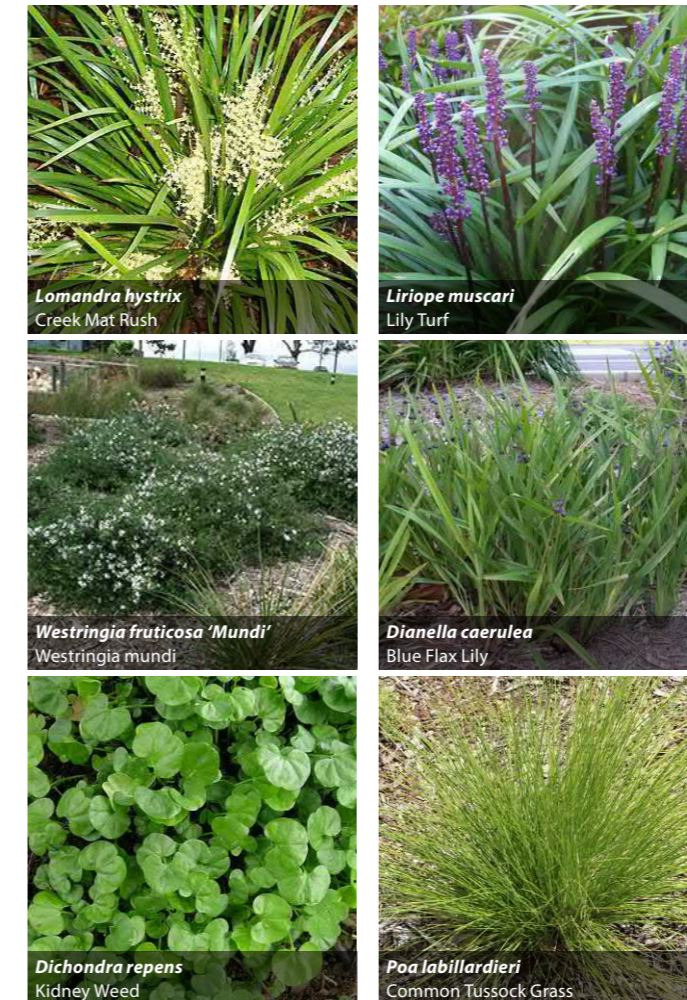 Lomandra hystrix
Creek Mat Rush
Liriope muscari
Lily Turf
Westringia fruticosa ‘Mundi’
Westringia mundi
Dianella caerulea
Blue Flax Lily
Dichondra repens
Kidney Weed
Poa labillardieri
Common Tussock Grass